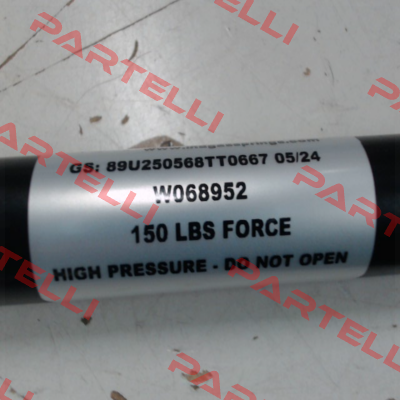 GS: 89U250568TT0667 05/24
W068952
150 LBS FORCE
HIGH PRESSURE - DO NOT OPEN
PARTELLI
PARTELLI
PARTELLI
PARTELLI
PARTELLI